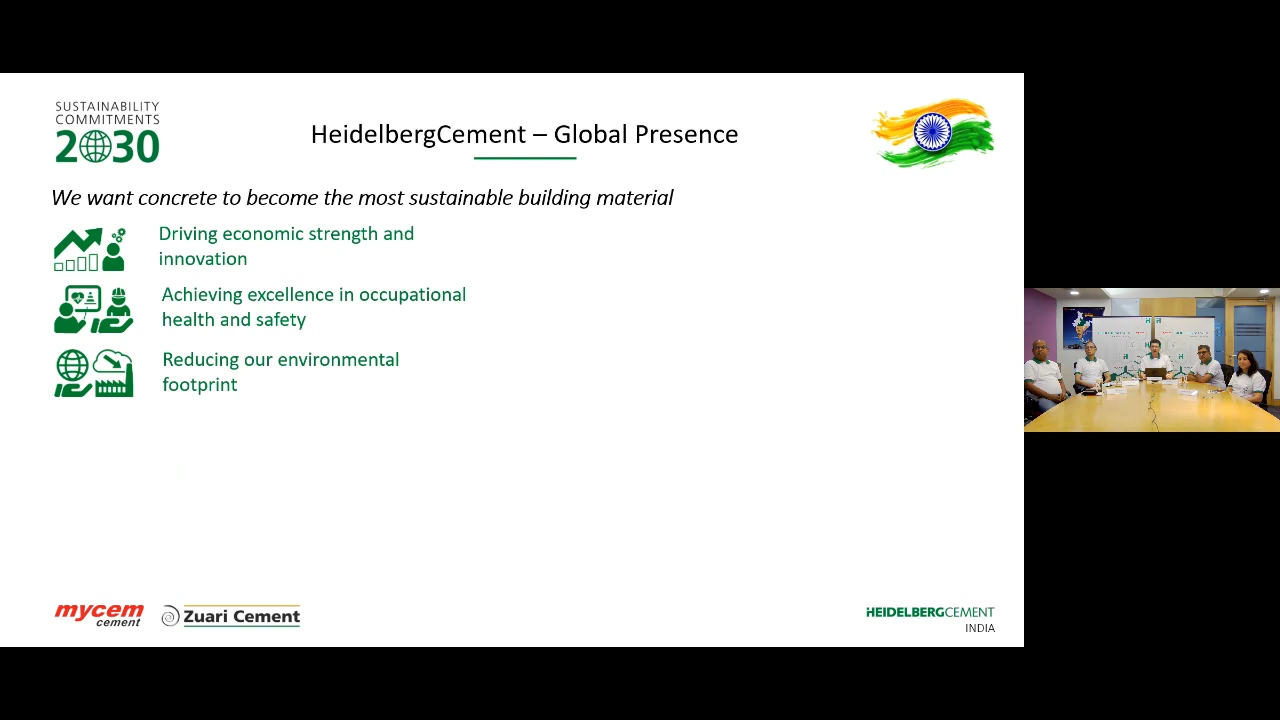 SUSTAINABILITY
COMMITMENTS
2030
HeidelbergCement – Global Presence
We want concrete to become the most sustainable building material
Driving economic strength and
innovation
Achieving excellence in occupational
health and safety
Reducing our environmental
footprint
mycem
cement
Zuari Cement
HEIDELBERGCEMENT
INDIA